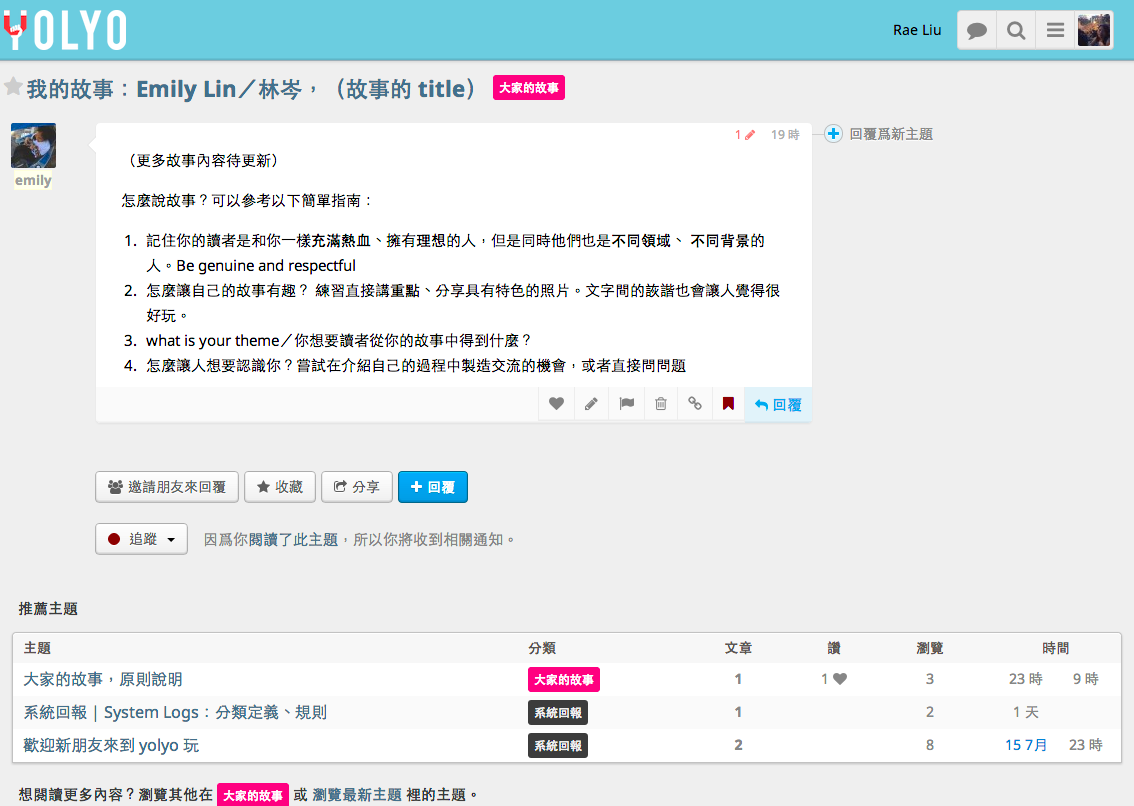 YOLYO
Rae Liu
我的故事：Emily Lin／林岑，（故事的 title） 大家的故事
emily
1 19 時
回覆爲新主題
（更多故事內容待更新）
怎麼說故事？可以參考以下簡單指南：
1. 記住你的讀者是和你一樣充滿熱血、擁有理想的人，但是同時他們也是不同領域、 不同背景的
人。Be genuine and respectful
2. 怎麼讓自己的故事有趣？ 練習直接講重點、分享具有特色的照片。文字間的詼諧也會讓人覺得很
好玩。
3. what is your theme／你想要讀者從你的故事中得到什麼？
4. 怎麼讓人想要認識你？嘗試在介紹自己的過程中製造交流的機會，或者直接問問題
回覆
邀請朋友來回覆 收藏 分享 回覆
追蹤 因爲你閱讀了此主題，所以你將收到相關通知。
推薦主題
主題 分類 文章 讚 瀏覽 時間
大家的故事，原則說明 大家的故事 1 1 3 23 時 9 時
系統回報 | System Logs：分類定義、規則 系統回報 1 2 1 天
歡迎新朋友來到 yolyo 玩 系統回報 2 8 15 7月 23 時
想閱讀更多內容？瀏覽其他在 大家的故事 或 瀏覽最新主題 裡的主題。